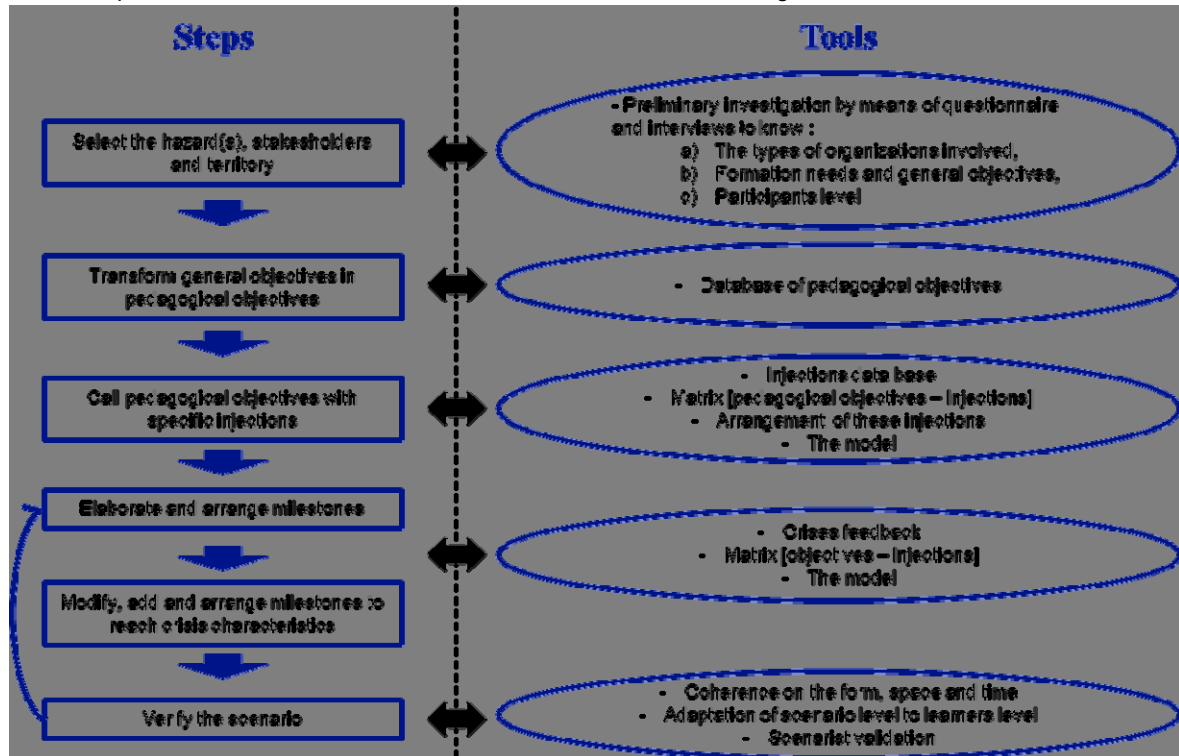 Steps
Tools
Select the hazard(s), stakesholders
and territory
- Preliminary investigation by means of questionnaire
and interviews to know :
a) The types of organizations involved,
b) Formation needs and general objectives,
c) Participants level
Transform general objectives in
pedagogical objectives
- Database of pedagogical objectives
Call pedagogical objectives with
specific injections
- Injections data base
- Matrix [pedagogical objectives – Injections]
- Arrangement of these injections
- The model
Elaborate and arrange milestones
Modify, add and arrange milestones to
reach crisis characteristics
- Crises feedback
- Matrix [objectives – Injections]
- The model
Verify the scenario
- Coherence on the form, space and time
- Adaptation of scenario level to learners level
- Scenarist validation